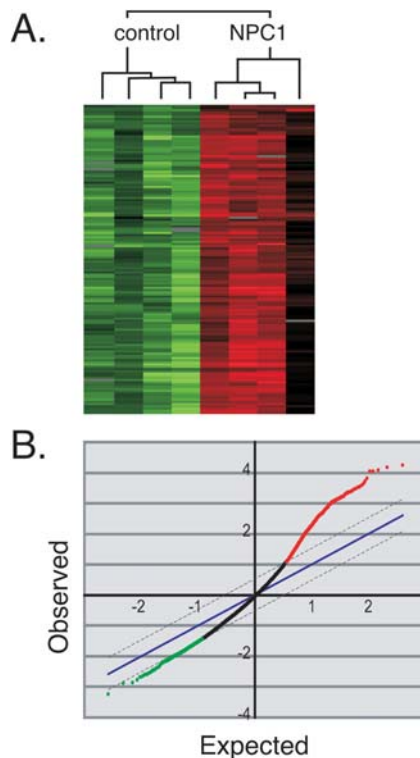 A.
control NPC1
B.
4
2
-2 -1 1 2
-2
-4
Observed
Expected